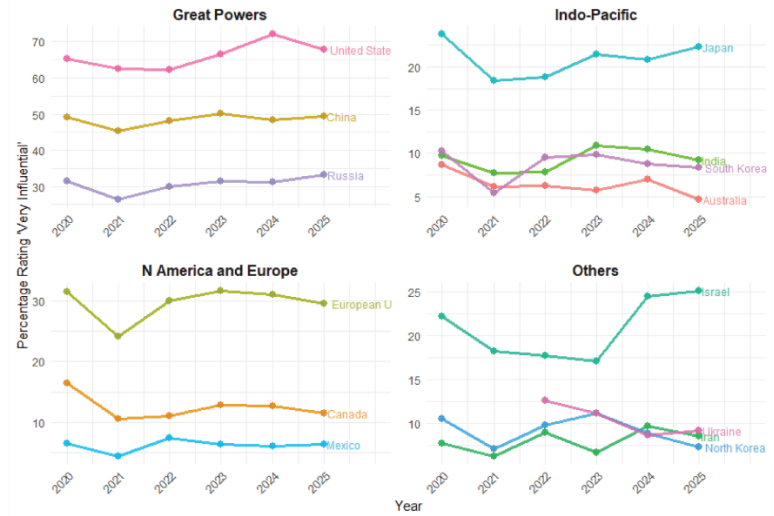 Great Powers
Indo-Pacific
70
60
50
40
30
United State
China
Russia
2020 2021 2022 2023 2024 2025
20
15
10
5
Japan
India
South Korea
Australia
2020 2021 2022 2023 2024 2025
Percentage Rating 'Very Influential'
N America and Europe
Others
30
20
10
European U
Canada
Mexico
2020 2021 2022 2023 2024 2025
25
20
15
10
Israel
Ukraine
Iran
North Korea
2020 2021 2022 2023 2024 2025
Year